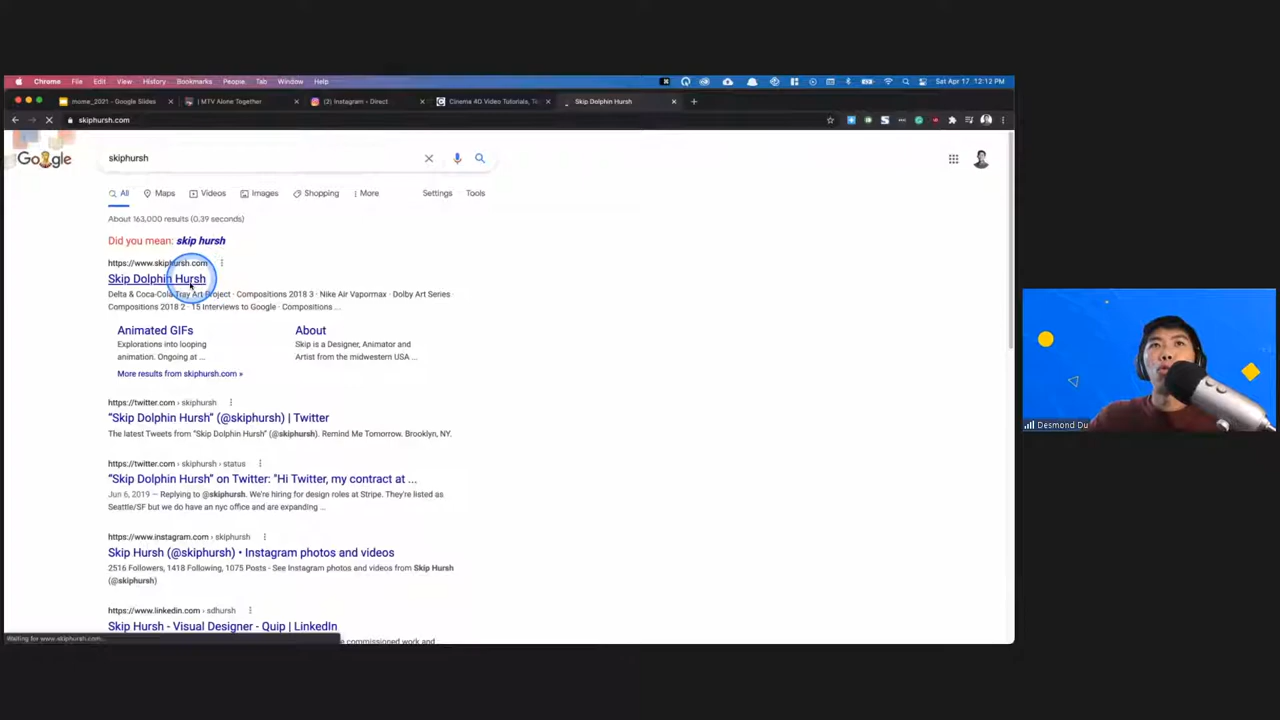 Chrome File Edit View History Bookmarks People Tab Window Help Sat Apr 17 12:12 PM
mome_2021 - Google Slides | MTV Alone Together (2) Instagram • Direct Cinema 4D Video Tutorials, Te Skip Dolphin Hursh
skiphursh.com
Google skiphursh
All Maps Videos Images Shopping More Settings Tools
About 163,000 results (0.39 seconds)
Did you mean: skip hursh
https://www.skiphursh.com
Skip Dolphin Hursh
Delta & Coca-Cola Tray Art Project · Compositions 2018 3 · Nike Air Vapormax · Dolby Art Series ·
Compositions 2018 2 · 15 Interviews to Google · Compositions ...
Animated GIFs About
Explorations into looping Skip is a Designer, Animator and
animation. Ongoing at ... Artist from the midwestern USA ...
More results from skiphursh.com »
https://twitter.com › skiphursh
“Skip Dolphin Hursh” (@skiphursh) | Twitter
The latest Tweets from “Skip Dolphin Hursh” (@skiphursh). Remind Me Tomorrow. Brooklyn, NY.
https://twitter.com › skiphursh › status
“Skip Dolphin Hursh” on Twitter: "Hi Twitter, my contract at ...
Jun 6, 2019 — Replying to @skiphursh. We're hiring for design roles at Stripe. They're listed as
Seattle/SF but we do have an nyc office and are expanding ...
https://www.instagram.com › skiphursh
Skip Hursh (@skiphursh) • Instagram photos and videos
2516 Followers, 1418 Following, 1075 Posts - See Instagram photos and videos from Skip Hursh
(@skiphursh)
https://www.linkedin.com › sdhursh
Skip Hursh - Visual Designer - Quip | LinkedIn
Waiting for www.skiphursh.com... e commissioned work and
Desmond Du